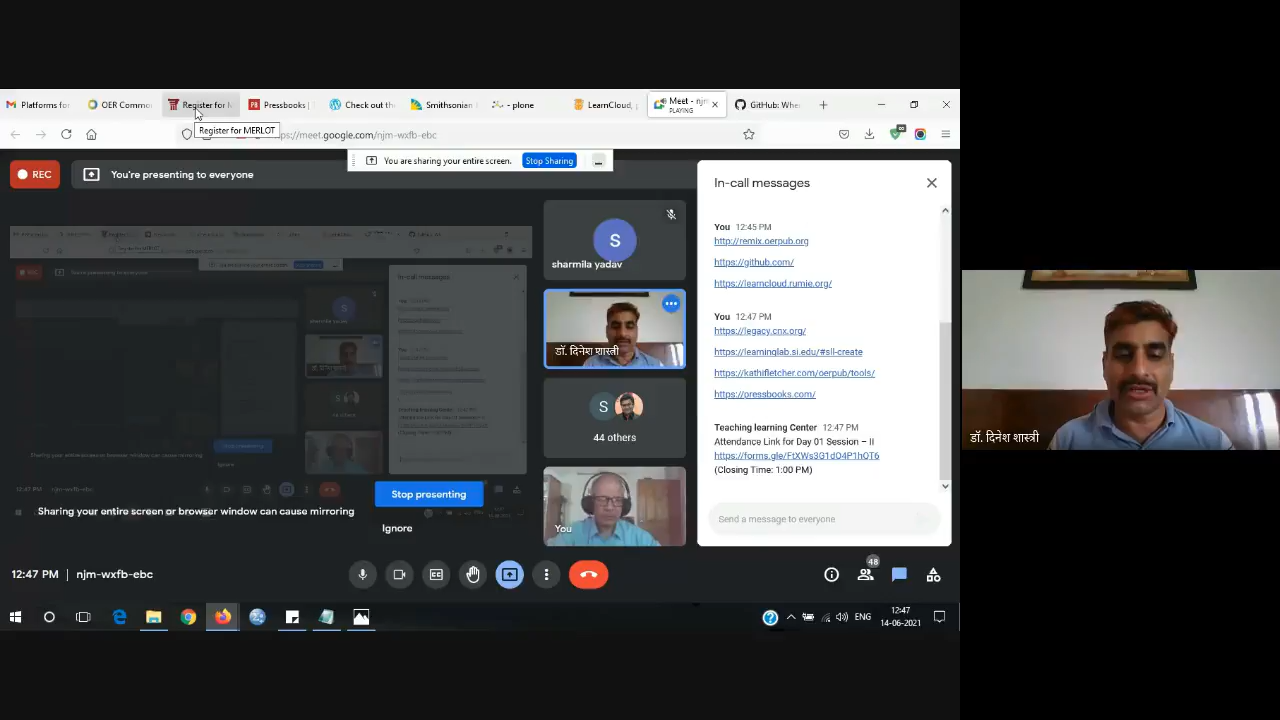 Platforms for
OER Commo
Register for M
Pressbooks |
Check out the
Smithsonian
- plone
LearnCloud,
Meet - njm
PLAYING
GitHub: Whe
Register for MERLOT
https://meet.google.com/njm-wxfb-ebc
You are sharing your entire screen.
Stop Sharing
REC
You're presenting to everyone
In-call messages
S
sharmila yadav
डॉ. दिनेश शास्त्री
S
44 others
You
Stop presenting
Sharing your entire screen or browser window can cause mirroring
Ignore
You 12:45 PM
http://remix.oerpub.org
https://github.com/
https://learncloud.rumie.org/
You 12:47 PM
https://legacy.cnx.org/
https://learninglab.si.edu/#sll-create
https://kathifletcher.com/oerpub/tools/
https://pressbooks.com/
Teaching learning Center 12:47 PM
Attendance Link for Day 01 Session – II
https://forms.gle/FtXWs3G1dO4P1hQT6
(Closing Time: 1:00 PM)
Send a message to everyone
12:47 PM | njm-wxfb-ebc
48
ENG
12:47
14-06-2021
डॉ. दिनेश शास्त्री